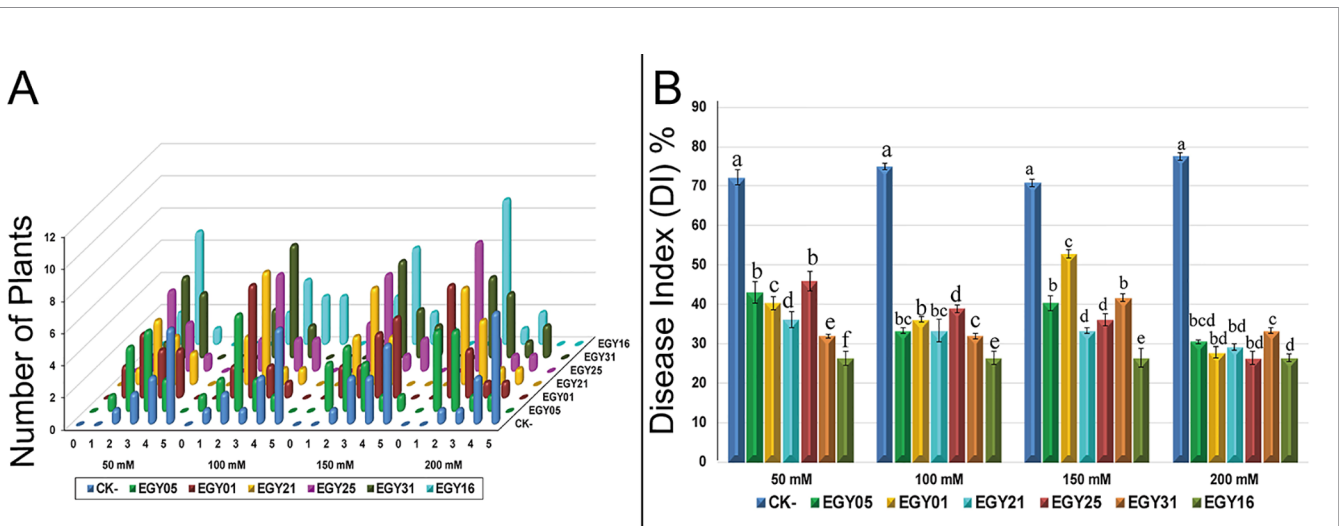 A
Number of Plants
12
10
8
6
4
2
0
EGY16
EGY31
EGY25
EGY21
EGY01
EGY05
CK-
0 1 2 3 4 5 0 1 2 3 4 5 0 1 2 3 4 5 0 1 2 3 4 5
50 mM 100 mM 150 mM 200 mM
CK- EGY05 EGY01 EGY21 EGY25 EGY31 EGY16
B
Disease Index (DI) %
90
80
70
60
50
40
30
20
10
0
a b c d b e f
a bc b bc d c e
a b c d d b e
a bcd bd bd bd c d
50 mM 100 mM 150 mM 200 mM
CK- EGY05 EGY01 EGY21 EGY25 EGY31 EGY16